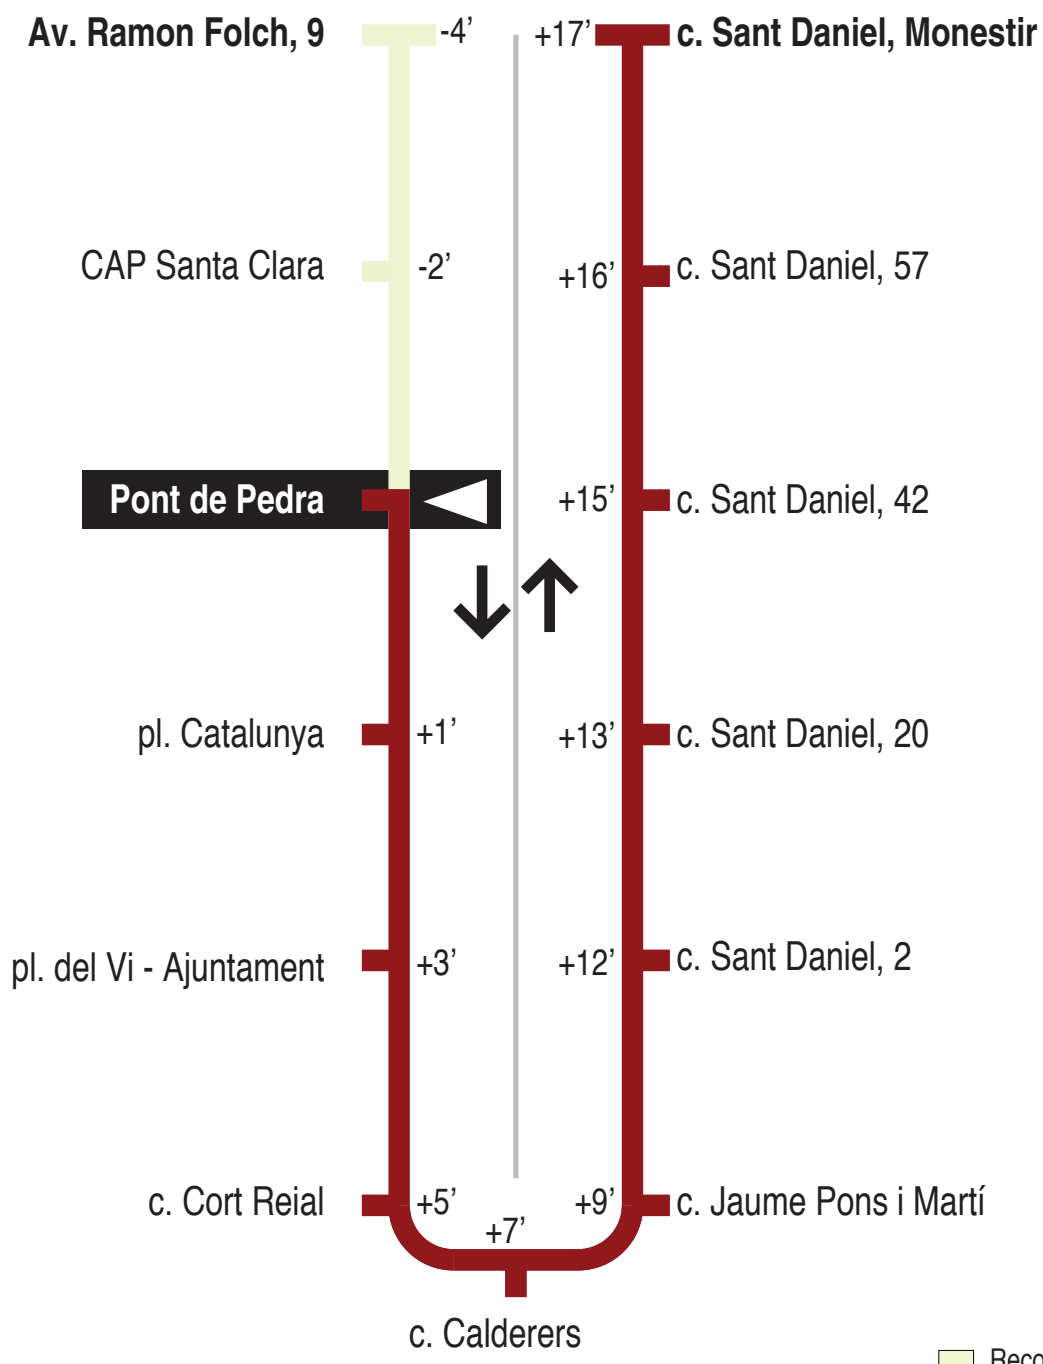 Av. Ramon Folch, 9 -4’
CAP Santa Clara -2’
Pont de Pedra
pl. Catalunya +1’
pl. del Vi - Ajuntament +3’
c. Cort Reial +5’
+7’
c. Calderers
+17’ c. Sant Daniel, Monestir
+16’ c. Sant Daniel, 57
+15’ c. Sant Daniel, 42
+13’ c. Sant Daniel, 20
+12’ c. Sant Daniel, 2
+9’ c. Jaume Pons i Martí